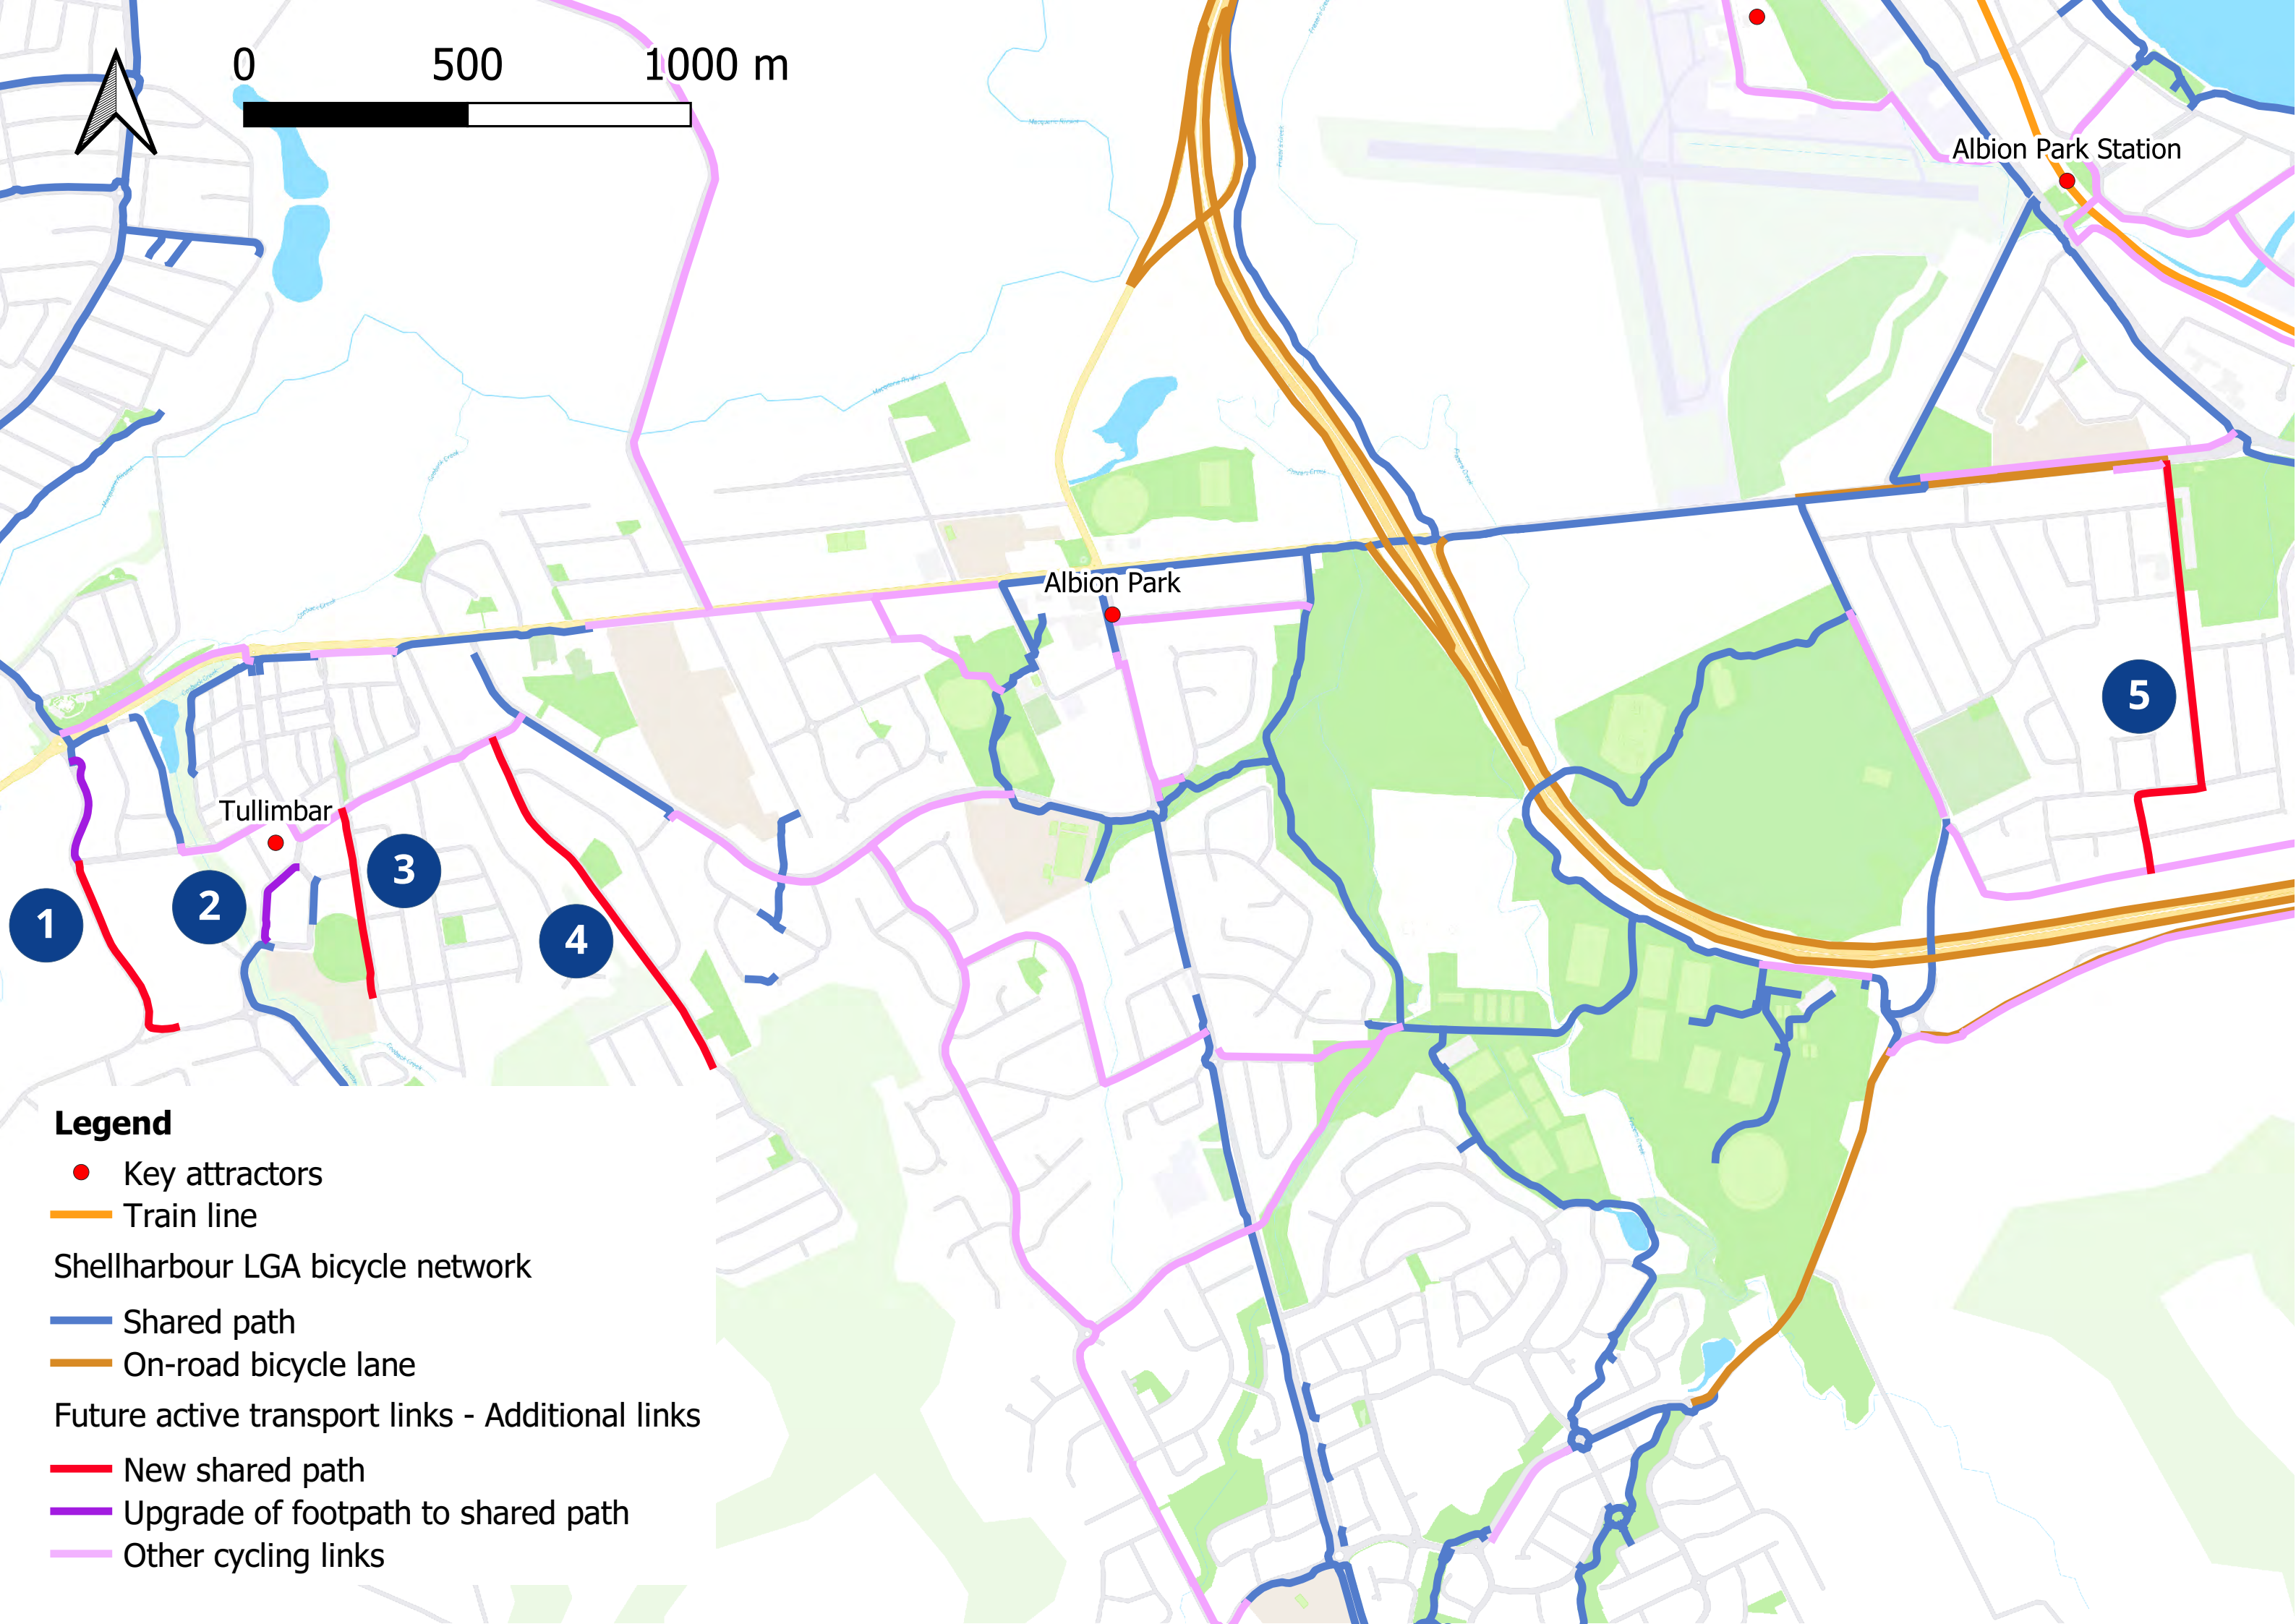 0 500 1000 m
Albion Park Station
Albion Park
Tullimbar
1
2
3
4
5
Legend
Key attractors
Train line
Shellharbour LGA bicycle network
Shared path
On-road bicycle lane
Future active transport links - Additional links
New shared path
Upgrade of footpath to shared path
Other cycling links